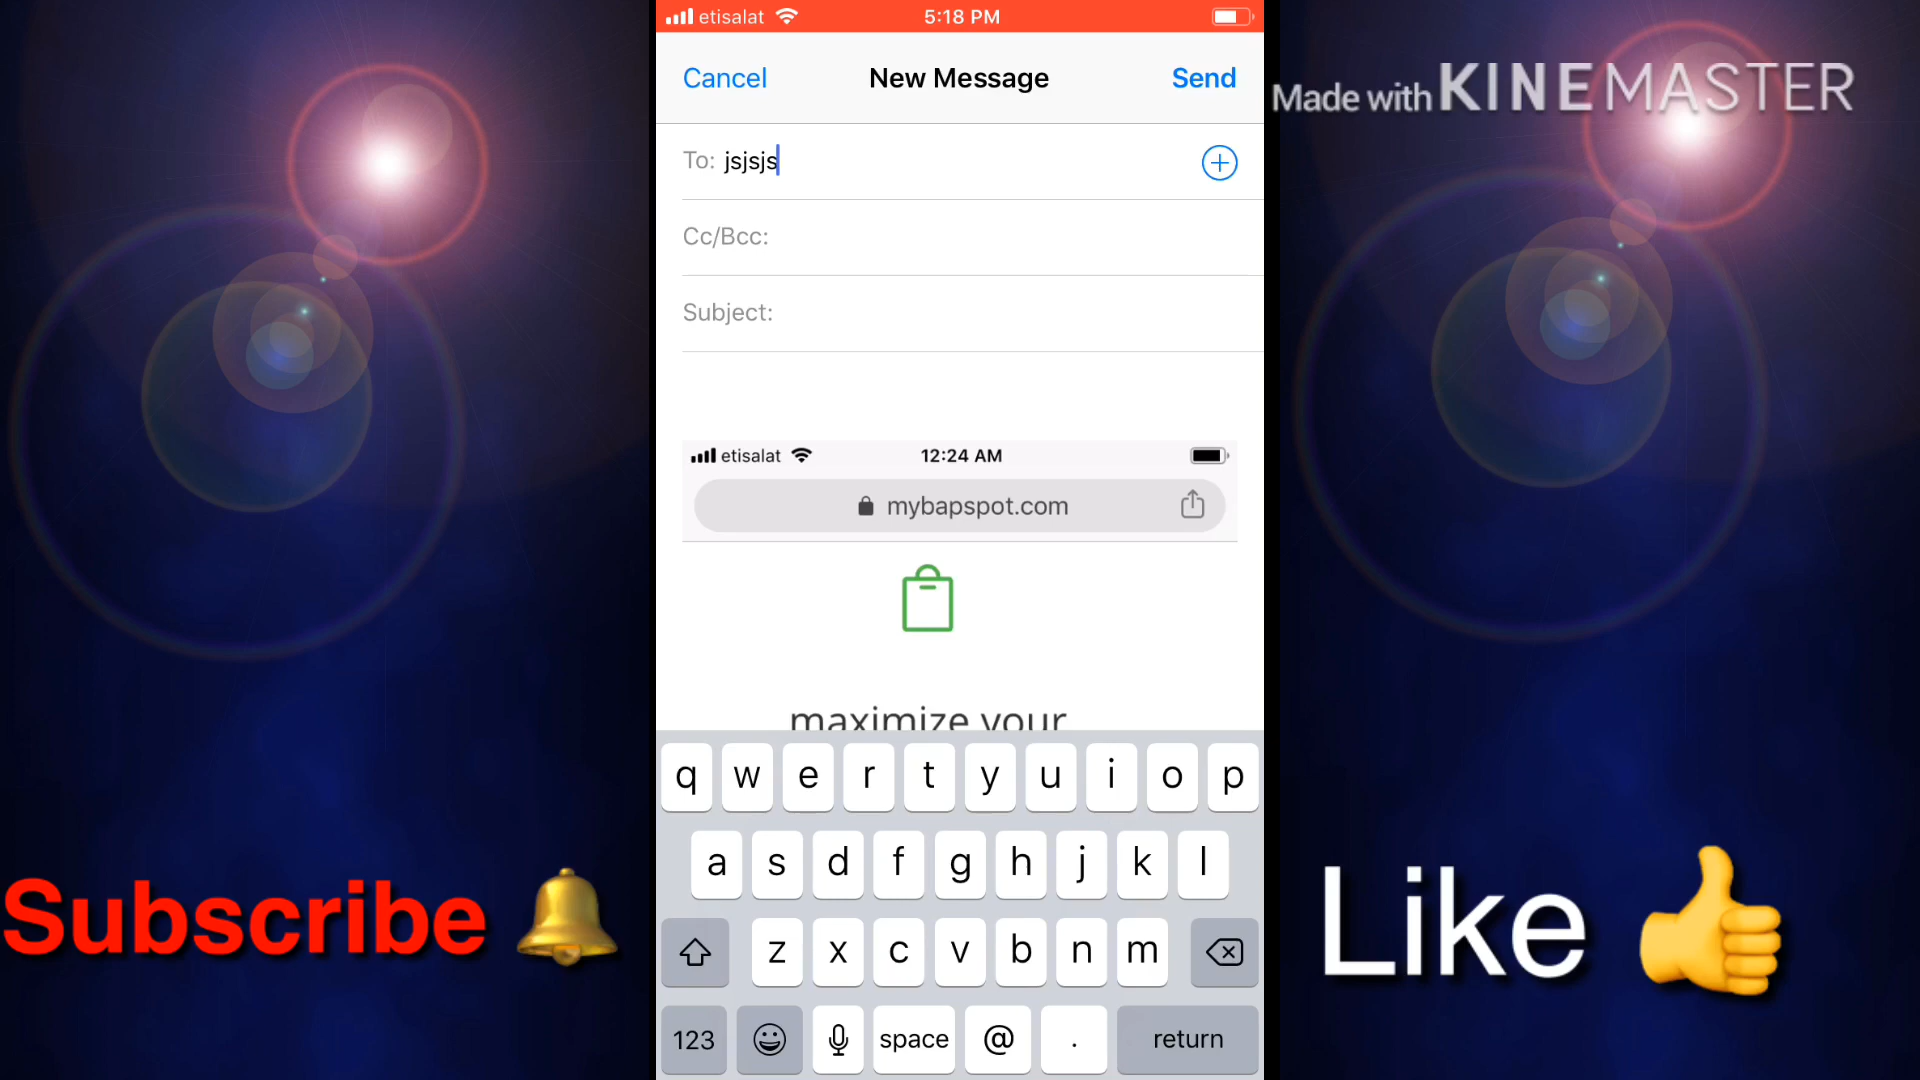 etisalat 5:18 PM
Cancel New Message Send
Made with KINEMASTER
To: jsjsjs
Cc/Bcc:
Subject:
etisalat 12:24 AM
mybapspot.com
maximize your
q w e r t y u i o p
a s d f g h j k l
z x c v b n m
123 space @ . return
Subscribe
Like